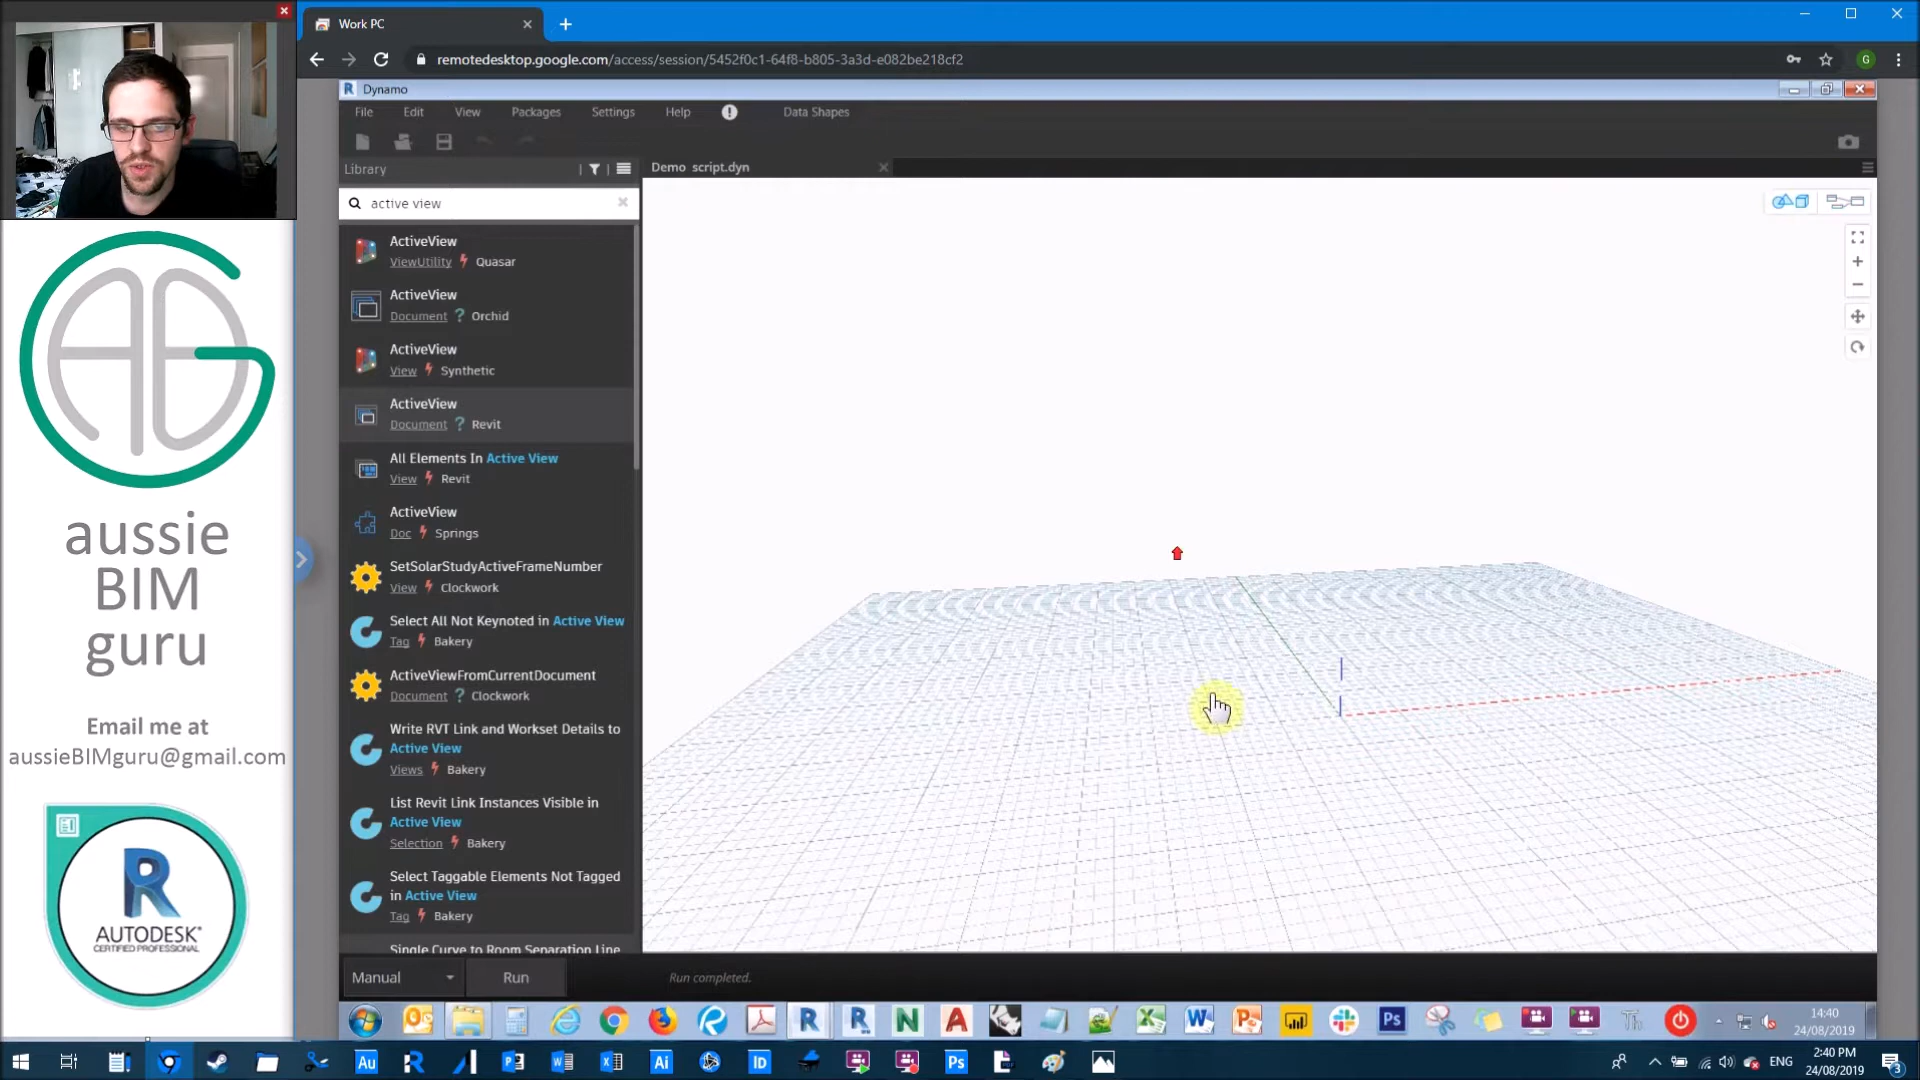 Work PC
remotedesktop.google.com/access/session/5452f0c1-64f8-b805-3a3d-e082be218cf2
G
R Dynamo
File Edit View Packages Settings Help Data Shapes
Library
Demo script.dyn
active view
ActiveView
ViewUtility Quasar
ActiveView
Document ? Orchid
ActiveView
View Synthetic
ActiveView
Document ? Revit
All Elements In Active View
View Revit
ActiveView
Doc Springs
SetSolarStudyActiveFrameNumber
View Clockwork
Select All Not Keynoted in Active View
Tag Bakery
ActiveViewFromCurrentDocument
Document ? Clockwork
Write RVT Link and Workset Details to
Active View
Views Bakery
List Revit Link Instances Visible in
Active View
Selection Bakery
Select Taggable Elements Not Tagged
in Active View
Tag Bakery
Single Curve to Room Separation Line
Manual Run Run completed.
aussie
BIM
guru
Email me at
aussieBIMguru@gmail.com
R
AUTODESK
CERTIFIED PROFESSIONAL
14:40
24/08/2019
Ps
Au
Ai
ID
Ps
ENG
2:40 PM
24/08/2019
3